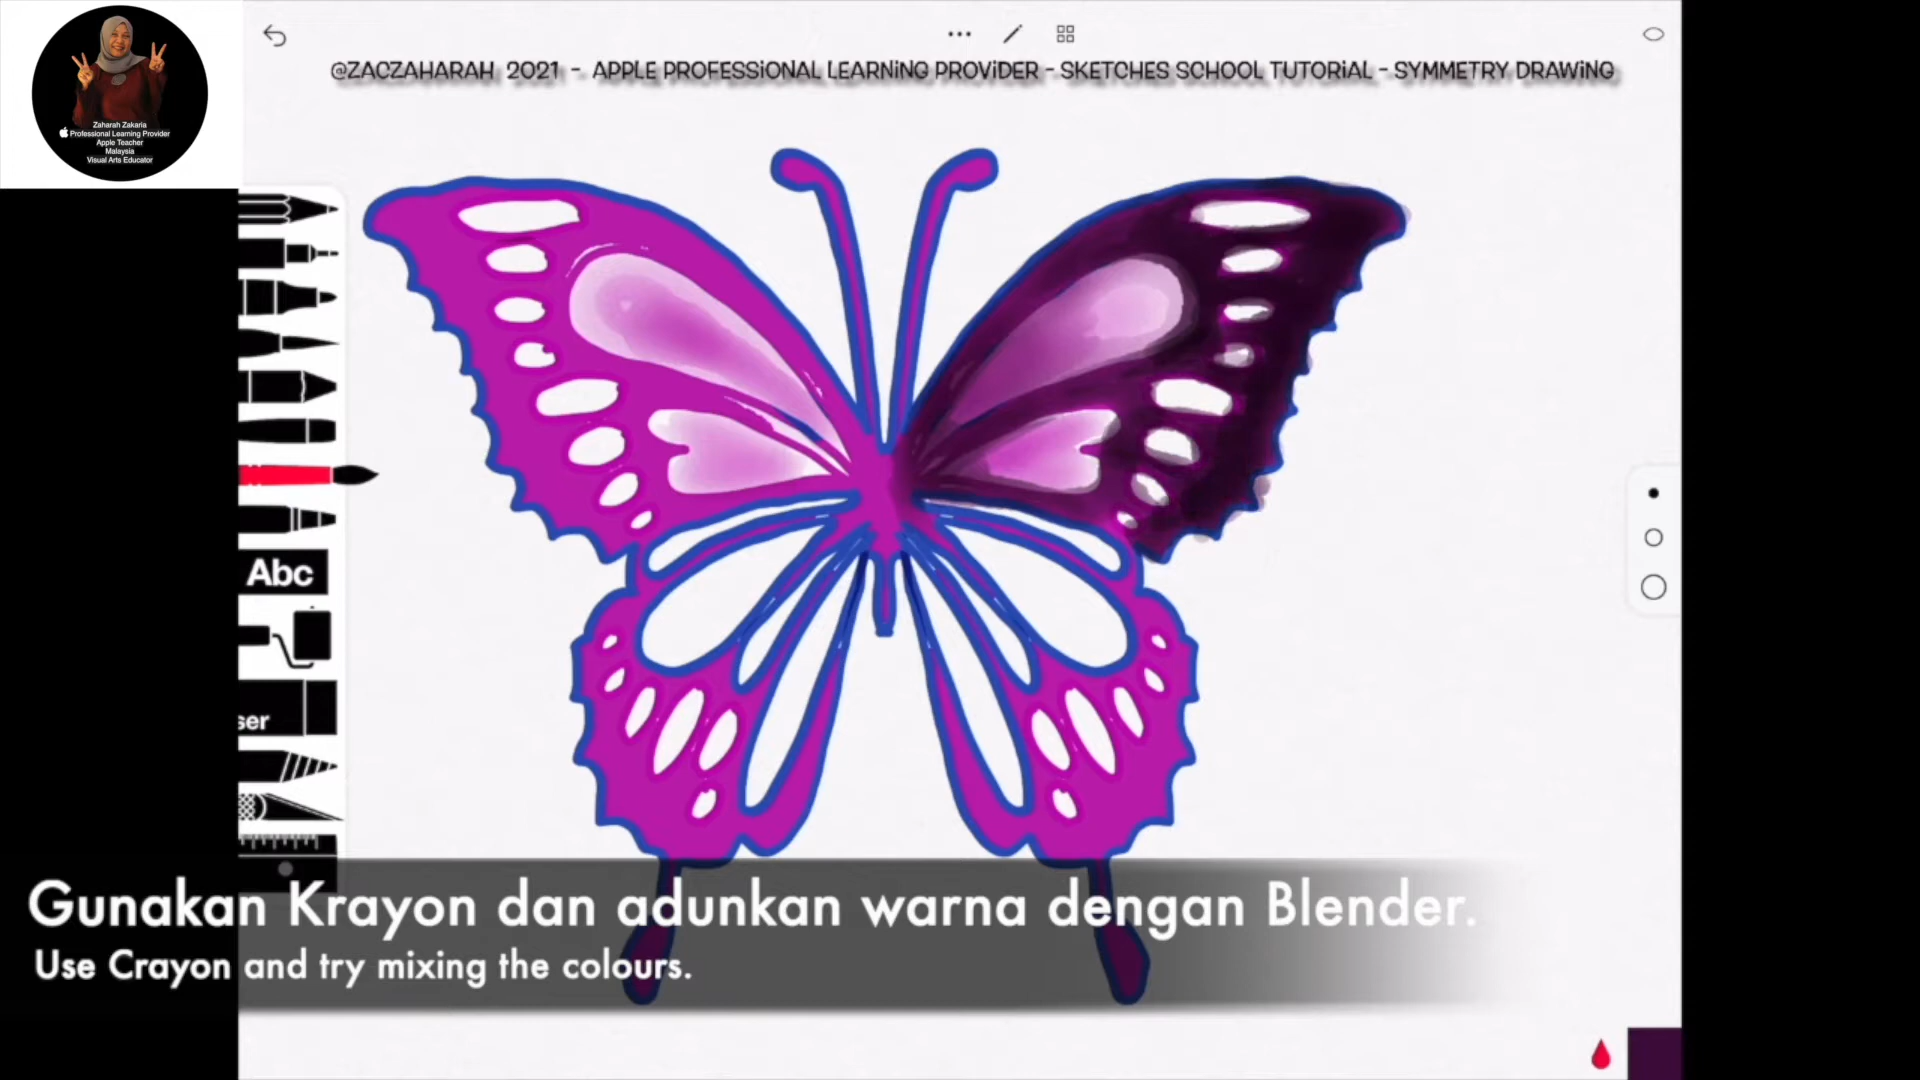 @ZACZAHARAH 2021 - APPLE PROFESSiONAL LEARNiNG PROViDER - SKETCHES SCHOOL TUTORiAL - SYMMETRY DRAWiNG
Zaharah Zakaria
Professional Learning Provider
Apple Teacher
Malaysia
Visual Arts Educator
Abc
ser
Gunakan Krayon dan adunkan warna dengan Blender.
Use Crayon and try mixing the colours.